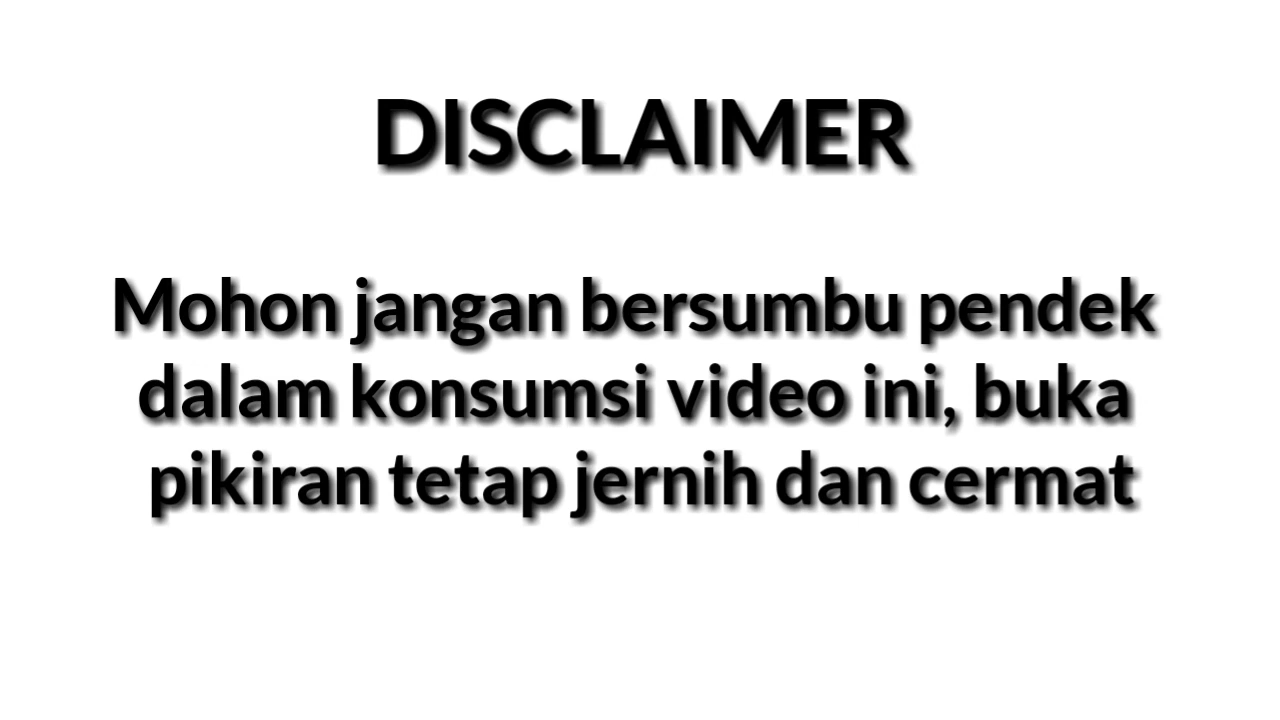 DISCLAIMER
Mohon jangan bersumbu pendek
dalam konsumsi video ini, buka
pikiran tetap jernih dan cermat